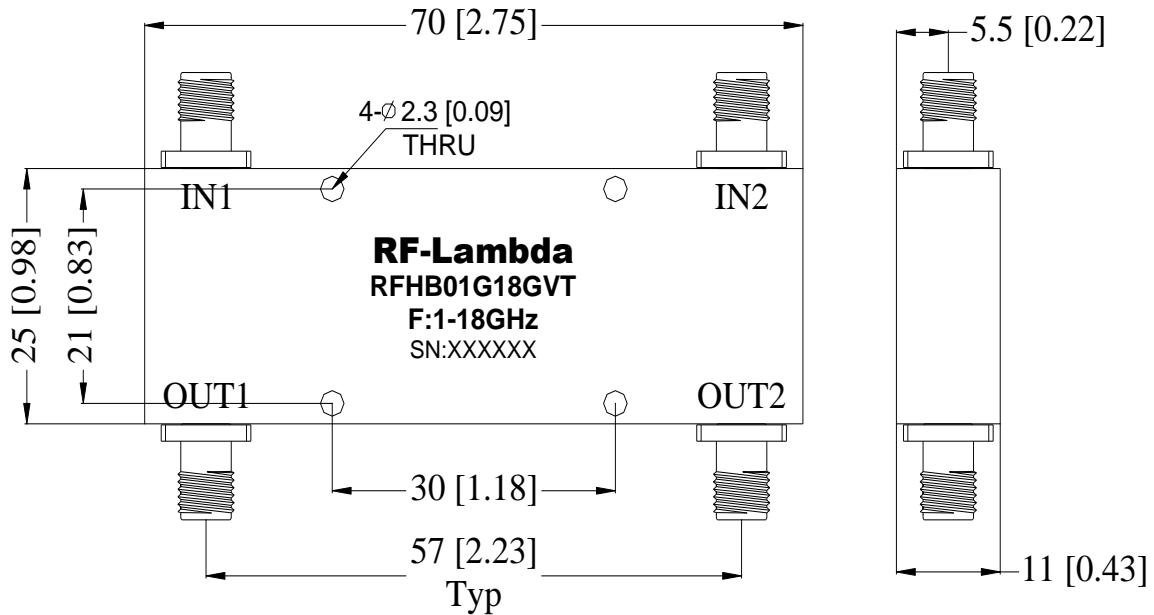 70 [2.75]
5.5 [0.22]
4-∅ 2.3 [0.09]
THRU
IN1
IN2
25 [0.98]
21 [0.83]
RF-Lambda
RFHB01G18GVT
F:1-18GHz
SN:XXXXXX
OUT1
OUT2
30 [1.18]
57 [2.23]
Typ
11 [0.43]